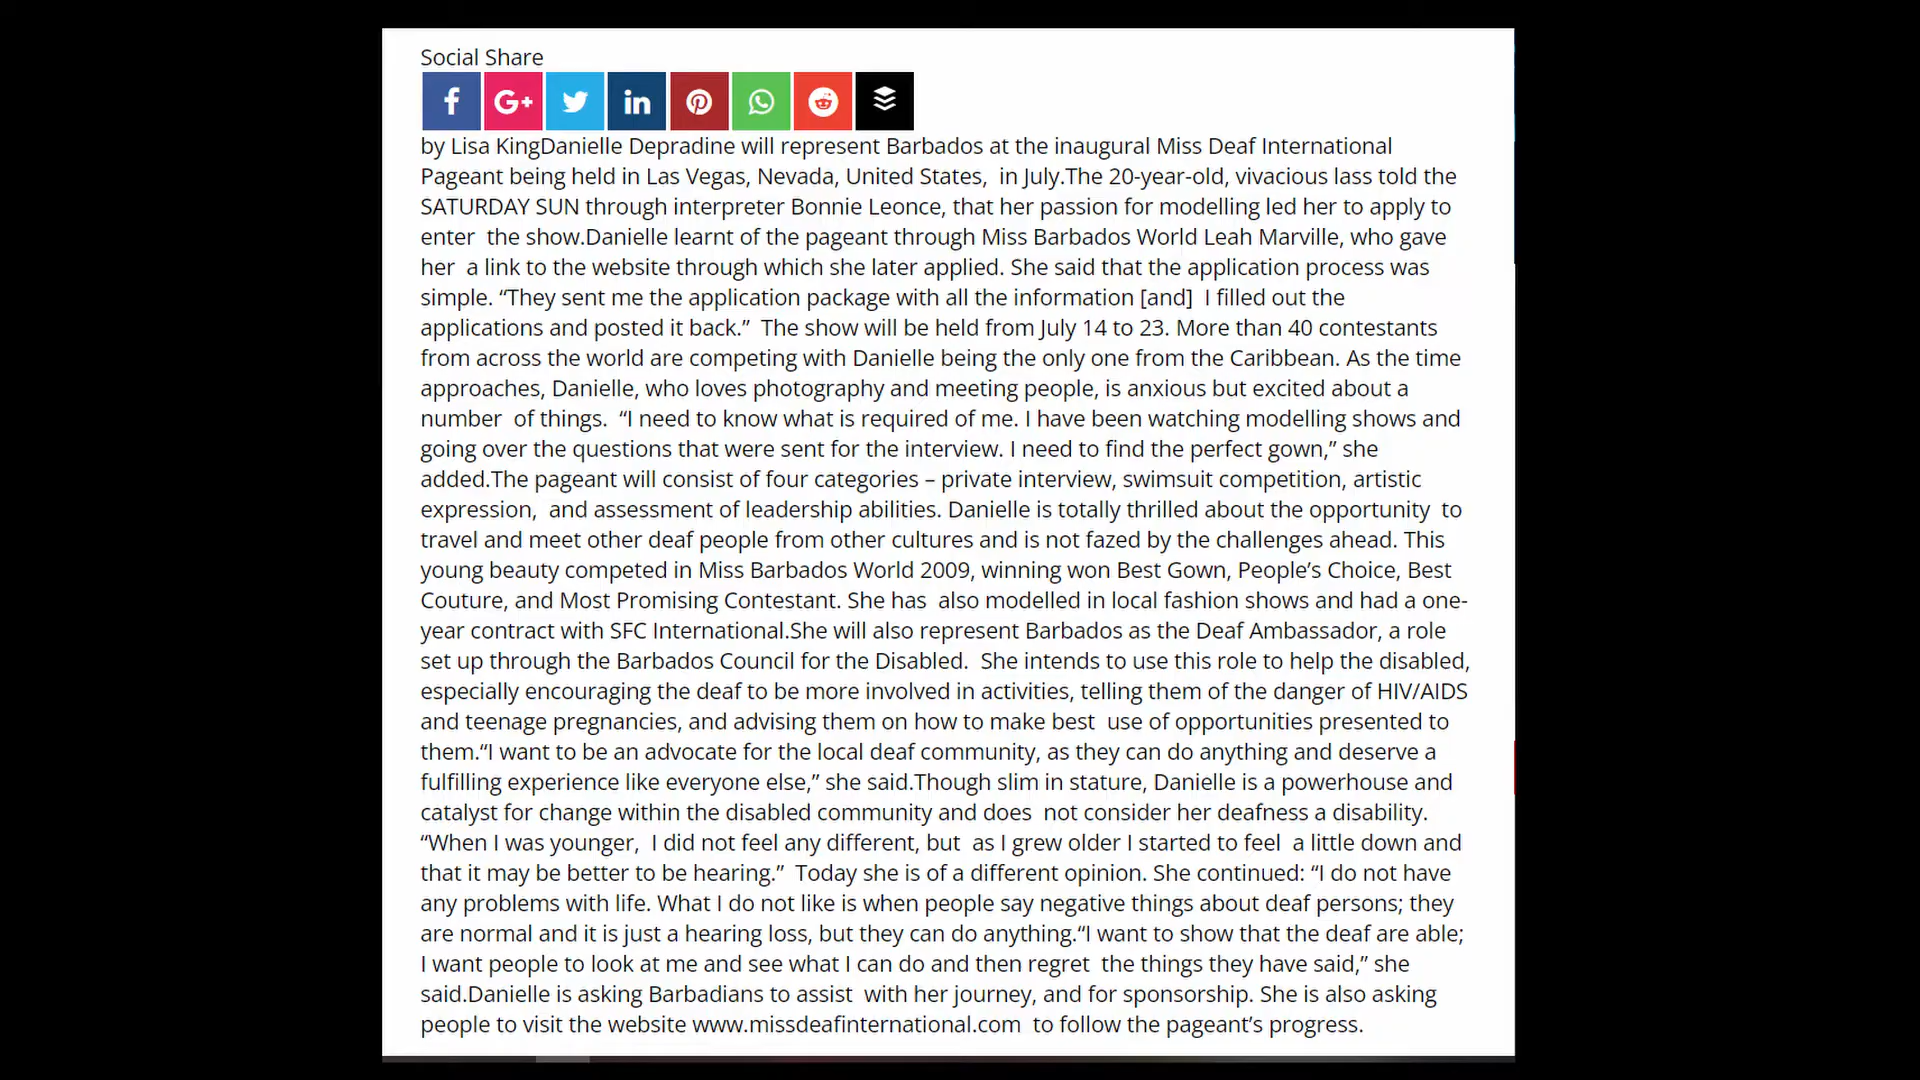 Social Share
f G+ in
by Lisa KingDanielle Depradine will represent Barbados at the inaugural Miss Deaf International
Pageant being held in Las Vegas, Nevada, United States,  in July.The 20-year-old, vivacious lass told the
SATURDAY SUN through interpreter Bonnie Leonce, that her passion for modelling led her to apply to
enter  the show.Danielle learnt of the pageant through Miss Barbados World Leah Marville, who gave
her  a link to the website through which she later applied. She said that the application process was
simple. “They sent me the application package with all the information [and]  I filled out the
applications and posted it back.”  The show will be held from July 14 to 23. More than 40 contestants
from across the world are competing with Danielle being the only one from the Caribbean. As the time
approaches, Danielle, who loves photography and meeting people, is anxious but excited about a
number  of things.  “I need to know what is required of me. I have been watching modelling shows and
going over the questions that were sent for the interview. I need to find the perfect gown,” she
added.The pageant will consist of four categories – private interview, swimsuit competition, artistic
expression,  and assessment of leadership abilities. Danielle is totally thrilled about the opportunity  to
travel and meet other deaf people from other cultures and is not fazed by the challenges ahead. This
young beauty competed in Miss Barbados World 2009, winning won Best Gown, People’s Choice, Best
Couture, and Most Promising Contestant. She has  also modelled in local fashion shows and had a one-
year contract with SFC International.She will also represent Barbados as the Deaf Ambassador, a role
set up through the Barbados Council for the Disabled.  She intends to use this role to help the disabled,
especially encouraging the deaf to be more involved in activities, telling them of the danger of HIV/AIDS
and teenage pregnancies, and advising them on how to make best  use of opportunities presented to
them.“I want to be an advocate for the local deaf community, as they can do anything and deserve a
fulfilling experience like everyone else,” she said.Though slim in stature, Danielle is a powerhouse and
catalyst for change within the disabled community and does  not consider her deafness a disability.
“When I was younger,  I did not feel any different, but  as I grew older I started to feel  a little down and
that it may be better to be hearing.”  Today she is of a different opinion. She continued: “I do not have
any problems with life. What I do not like is when people say negative things about deaf persons; they
are normal and it is just a hearing loss, but they can do anything.“I want to show that the deaf are able;
I want people to look at me and see what I can do and then regret  the things they have said,” she
said.Danielle is asking Barbadians to assist  with her journey, and for sponsorship. She is also asking
people to visit the website www.missdeafinternational.com  to follow the pageant’s progress.